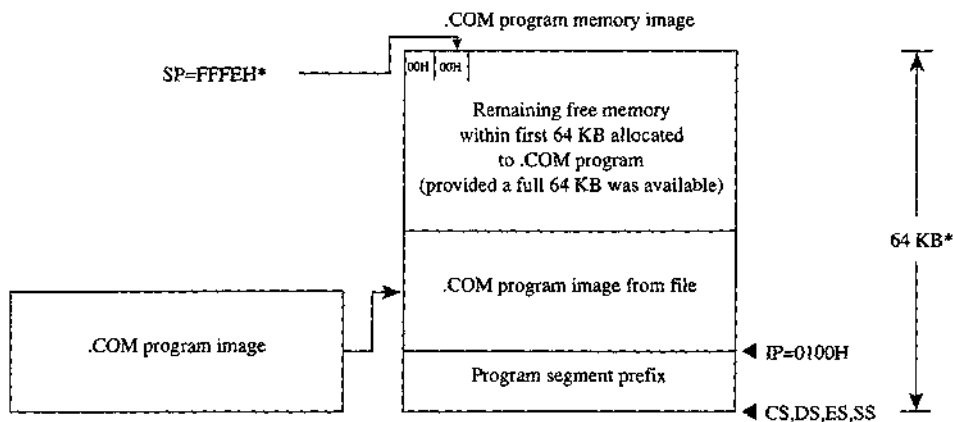 .COM program memory image
SP=FFFEH*
00H 00H
Remaining free memory
within first 64 KB allocated
to .COM program
(provided a full 64 KB was available)
64 KB*
.COM program image from file
.COM program image
IP=0100H
Program segment prefix
CS,DS,ES,SS